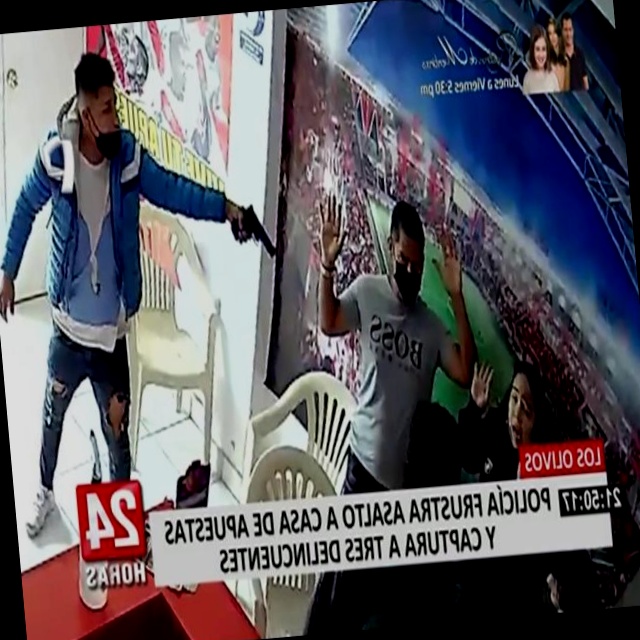 Lunes a Viernes 5:30 pm
BOSS
LOS OLIVOS
21:50:17
POLICÍA FRUSTRA ASALTO A CASA DE APUESTAS
Y CAPTURA A TRES DELINCUENTES
24
HORAS